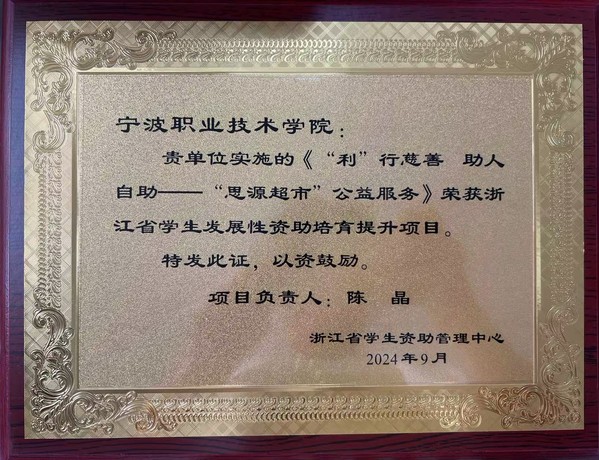 宁波职业技术学院：
贵单位实施的《“利”行慈善 助人
自助——“思源超市”公益服务》荣获浙
江省学生发展性资助培育提升项目。
特发此证，以资鼓励。
项目负责人：陈 晶
浙江省学生资助管理中心
2024年9月